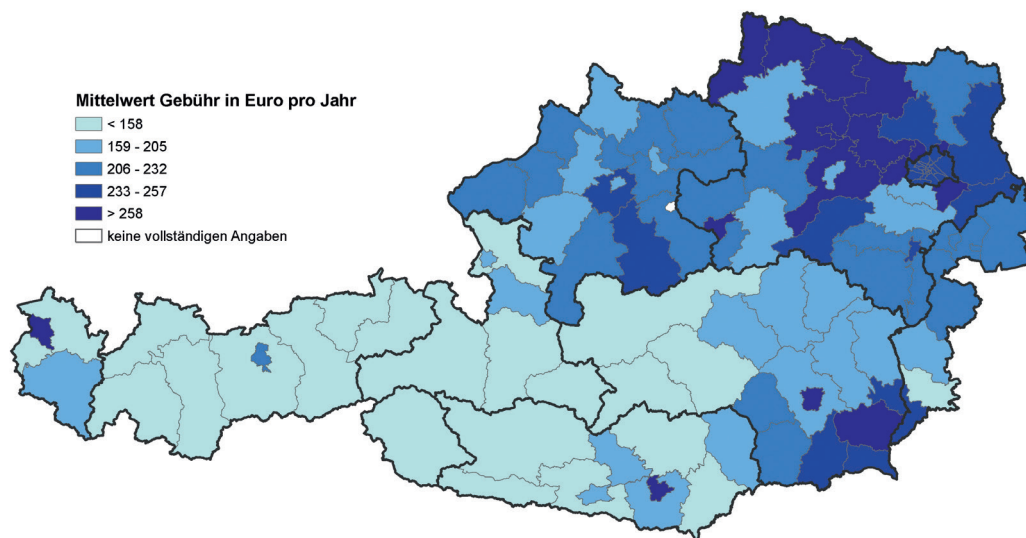 Mittelwert Gebühr in Euro pro Jahr
< 158
159 - 205
206 - 232
233 - 257
> 258
keine vollständigen Angaben